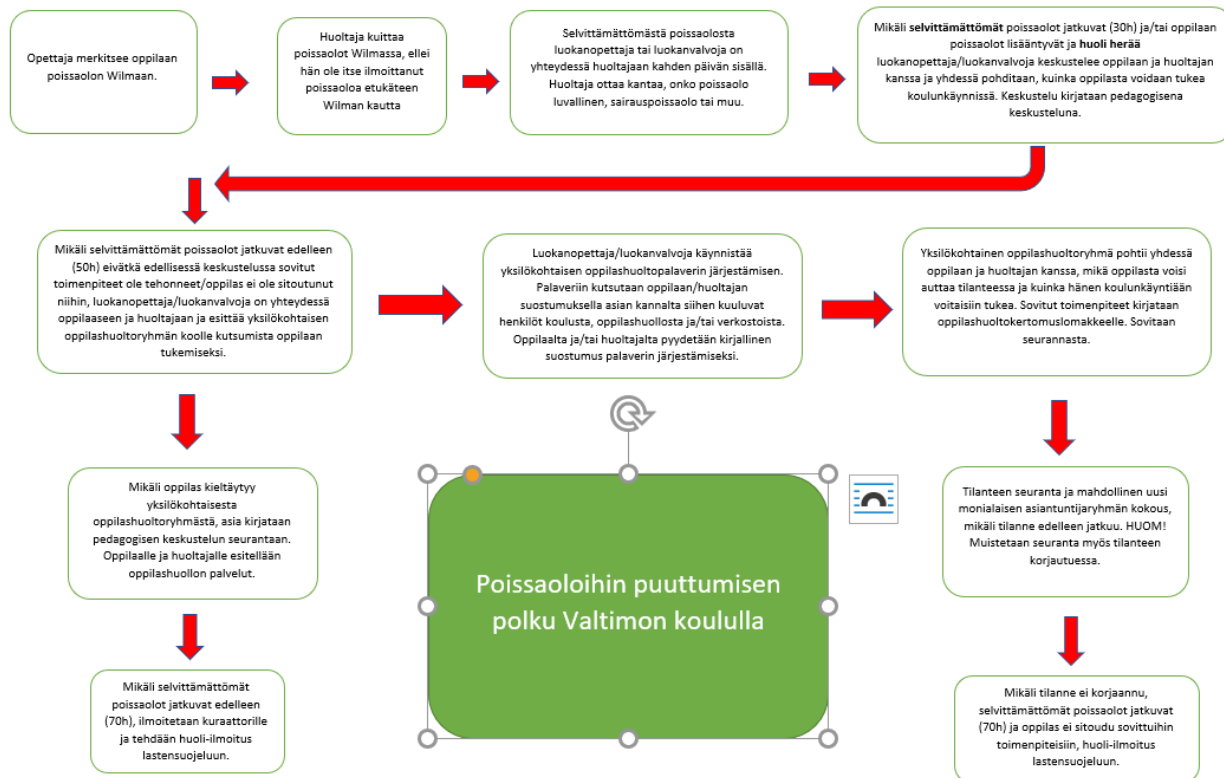 Opettaja merkitsee oppilaan
poissaolon Wilmaan.
Huoltaja kuittaa
poissaolot Wilmassa, ellei
hän ole itse ilmoittanut
poissaoloa etukäteen
Wilman kautta
Selvittämättömästä poissaolosta
luokanopettaja tai luokanvalvoja on
yhteydessä huoltajaan kahden päivän sisällä.
Huoltaja ottaa kantaa, onko poissaolo
luvallinen, sairauspoissaolo tai muu.
Mikäli selvittämättömät poissaolot jatkuvat (30h) ja/tai oppilaan
poissaolot lisääntyvät ja huoli herää
luokanopettaja/luokanvalvoja keskustelee oppilaan ja huoltajan
kanssa ja yhdessä pohditaan, kuinka oppilasta voidaan tukea
koulunkäynnissä. Keskustelu kirjataan pedagogisena
keskusteluna.
Mikäli selvittämättömät poissaolot jatkuvat edelleen
(50h) eivätkä edellisessä keskustelussa sovitut
toimenpiteet ole tehonneet/oppilas ei ole sitoutunut
niihin, luokanopettaja/luokanvalvoja on yhteydessä
oppilaaseen ja huoltajaan ja esittää yksilökohtaisen
oppilashuoltoryhmän koolle kutsumista oppilaan
tukemiseksi.
Luokanopettaja/luokanvalvoja käynnistää
yksilökohtaisen oppilashuoltopalaverin järjestämisen.
Palaveriin kutsutaan oppilaan/huoltajan
suostumuksella asian kannalta siihen kuuluvat
henkilöt koulusta, oppilashuollosta ja/tai verkostoista.
Oppilaalta ja/tai huoltajalta pyydetään kirjallinen
suostumus palaverin järjestämiseksi.
Yksilökohtainen oppilashuoltoryhmä pohtii yhdessä
oppilaan ja huoltajan kanssa, mikä oppilasta voisi
auttaa tilanteessa ja kuinka hänen koulunkäyntiään
voitaisiin tukea. Sovitut toimenpiteet kirjataan
oppilashuoltokertomuslomakkeelle. Sovitaan
seurannasta.
Mikäli oppilas kieltäytyy
yksilökohtaisesta
oppilashuoltoryhmästä, asia kirjataan
pedagogisen keskustelun seurantaan.
Oppilaalle ja huoltajalle esitellään
oppilashuollon palvelut.
Poissaoloihin puuttumisen
polku Valtimon koululla
Tilanteen seuranta ja mahdollinen uusi
monialaisen asiantuntijaryhmän kokous,
mikäli tilanne edelleen jatkuu. HUOM!
Muistetaan seuranta myös tilanteen
korjautuessa.
Mikäli selvittämättömät
poissaolot jatkuvat edelleen
(70h), ilmoitetaan kuraattorille
ja tehdään huoli-ilmoitus
lastensuojeluun.
Mikäli tilanne ei korjaannu,
selvittämättömät poissaolot jatkuvat
(70h) ja oppilas ei sitoudu sovittuihin
toimenpiteisiin, huoli-ilmoitus
lastensuojeluun.